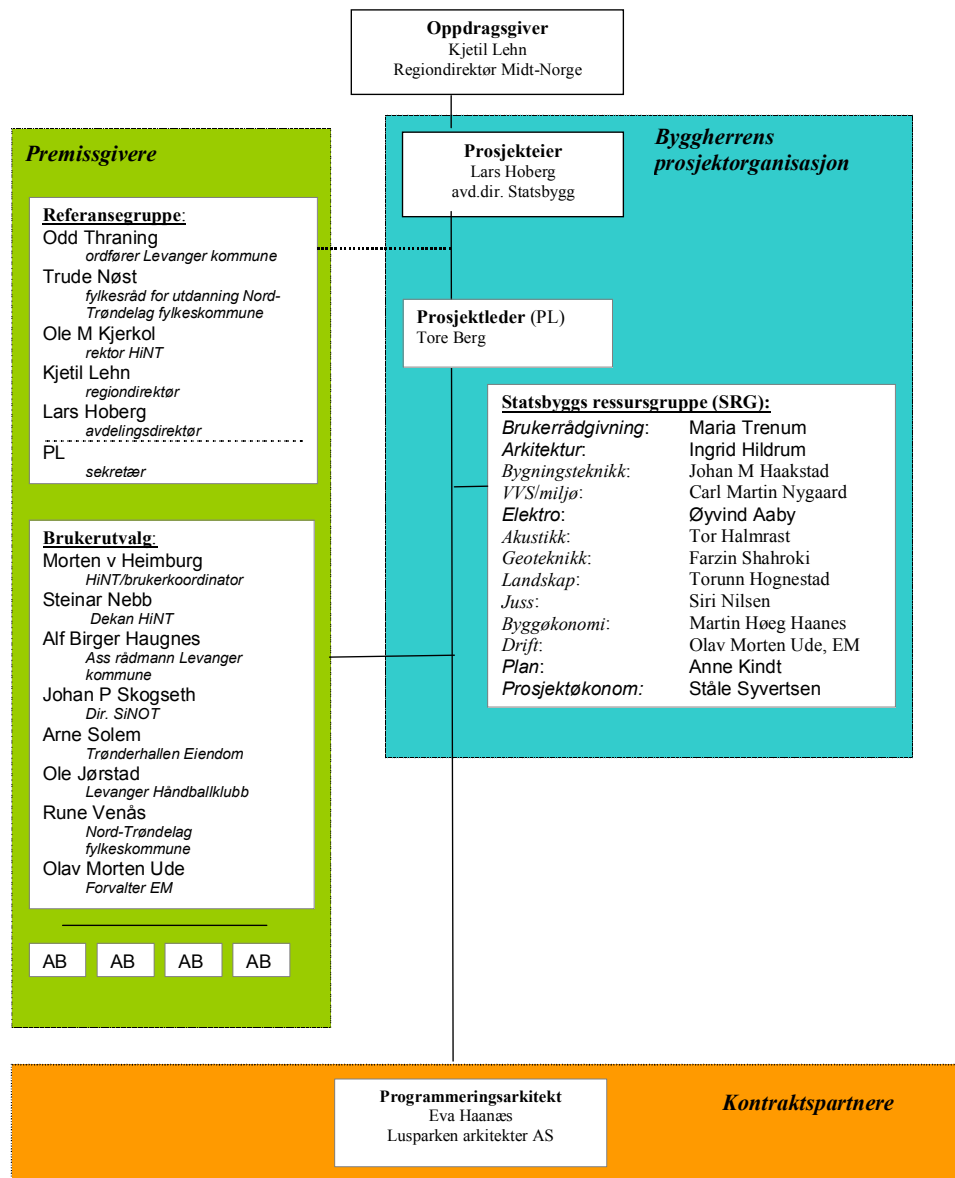 Oppdragsgiver
Kjetil Lehn
Regiondirektør Midt-Norge
Premissgivere
Referansegruppe:
Odd Thraning
ordfører Levanger kommune
Trude Nøst
fylkesråd for utdanning Nord-
Trøndelag fylkeskommune
Ole M Kjerkol
rektor HiNT
Kjetil Lehn
regiondirektør
Lars Hoberg
avdelingsdirektør
PL
sekretær
Brukerutvalg:
Morten v Heimburg
HiNT/brukerkoordinator
Steinar Nebb
Dekan HiNT
Alf Birger Haugnes
Ass rådmann Levanger
kommune
Johan P Skogseth
Dir. SiNOT
Arne Solem
Trønderhallen Eiendom
Ole Jørstad
Levanger Håndballklubb
Rune Venås
Nord-Trøndelag
fylkeskommune
Olav Morten Ude
Forvalter EM
AB AB AB AB
Byggherrens
prosjektorganisasjon
Prosjekteier
Lars Hoberg
avd.dir. Statsbygg
Prosjektleder (PL)
Tore Berg
Statsbyggs ressursgruppe (SRG):
Brukerrådgivning: Maria Trenum
Arkitektur: Ingrid Hildrum
Bygningsteknikk: Johan M Haakstad
VVS/miljø: Carl Martin Nygaard
Elektro: Øyvind Aaby
Akustikk: Tor Halmrast
Geoteknikk: Farzin Shahroki
Landskap: Torunn Hognestad
Juss: Siri Nilsen
Byggøkonomi: Martin Høeg Haanes
Drift: Olav Morten Ude, EM
Plan: Anne Kindt
Prosjektøkonom: Ståle Syvertsen
Programmeringsarkitekt
Eva Haanæs
Lusparken arkitekter AS
Kontraktspartnere